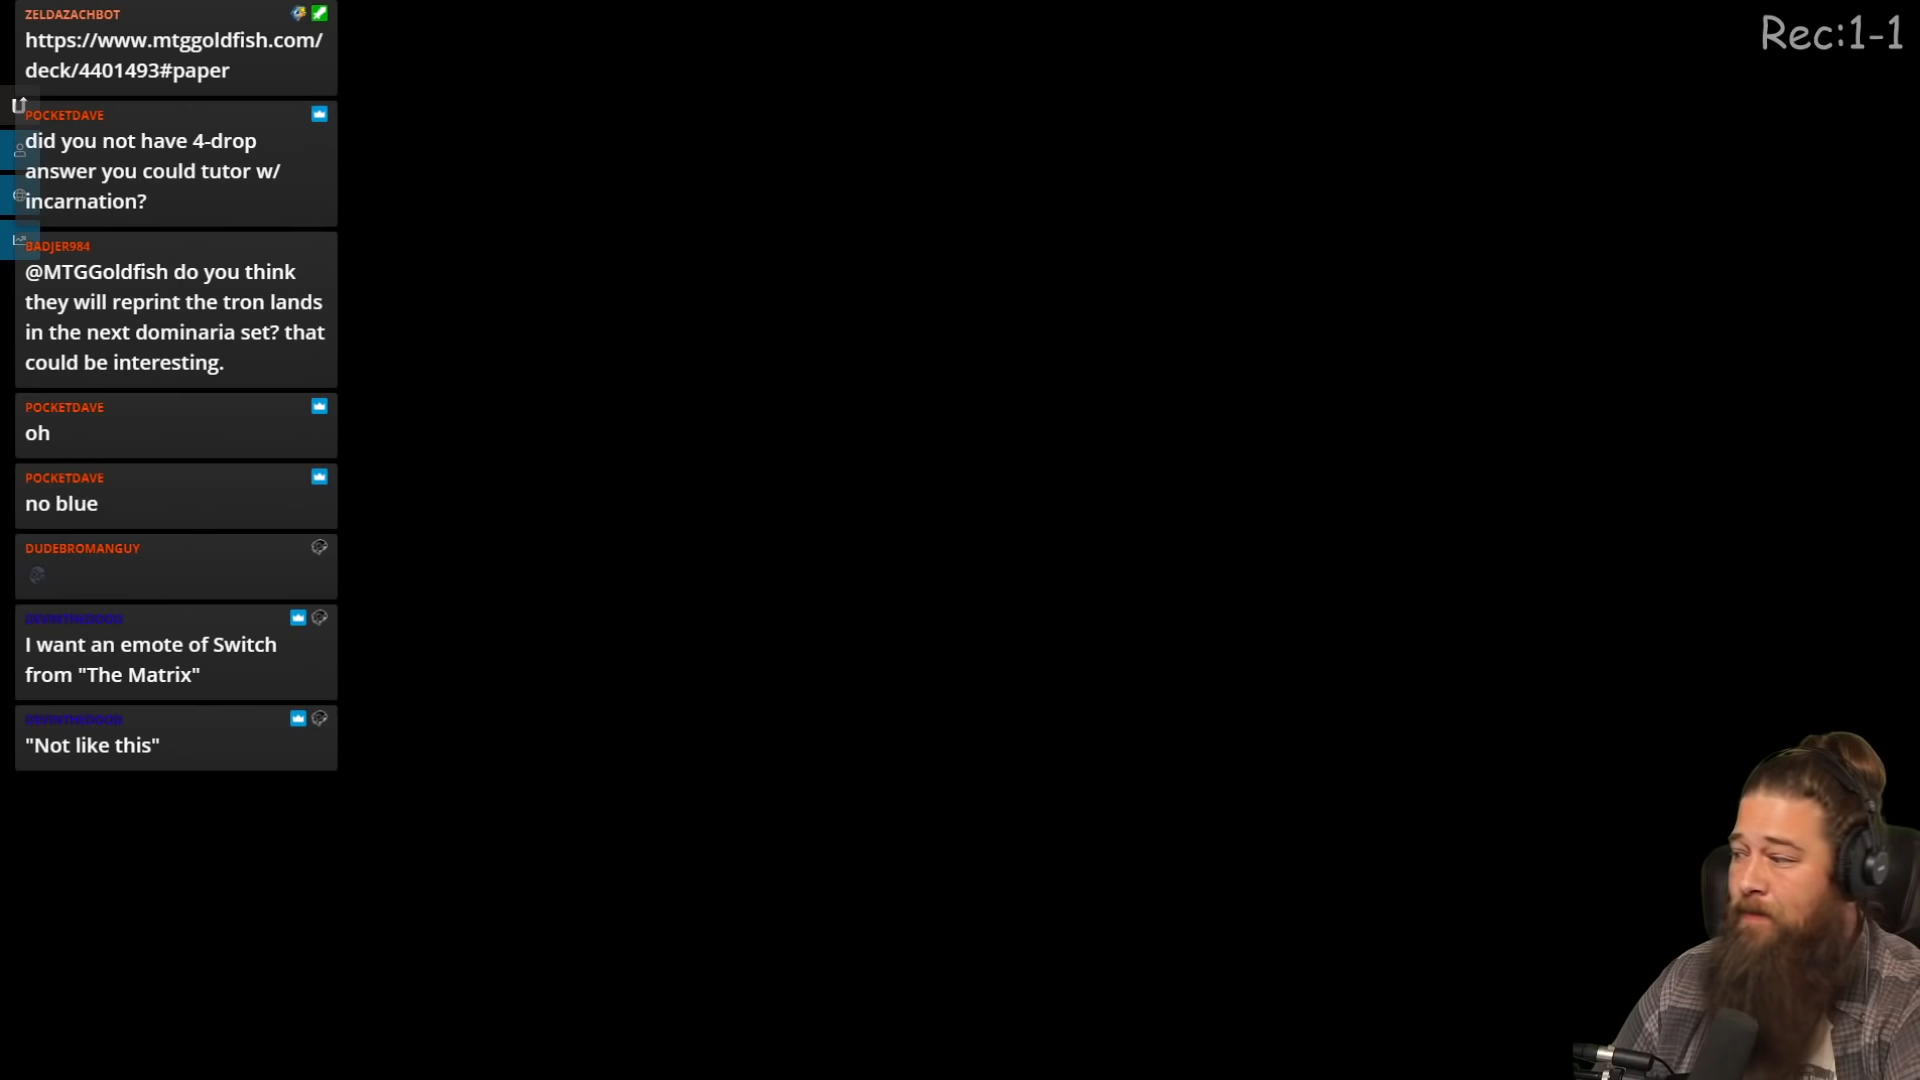 Rec:1-1
ZELDAZACHBOT
https://www.mtggoldfish.com/
deck/4401493#paper
POCKETDAVE
did you not have 4-drop
answer you could tutor w/
incarnation?
BADJER984
@MTGGoldfish do you think
they will reprint the tron lands
in the next dominaria set? that
could be interesting.
POCKETDAVE
oh
POCKETDAVE
no blue
DUDEBROMANGUY
I want an emote of Switch
from "The Matrix"
"Not like this"